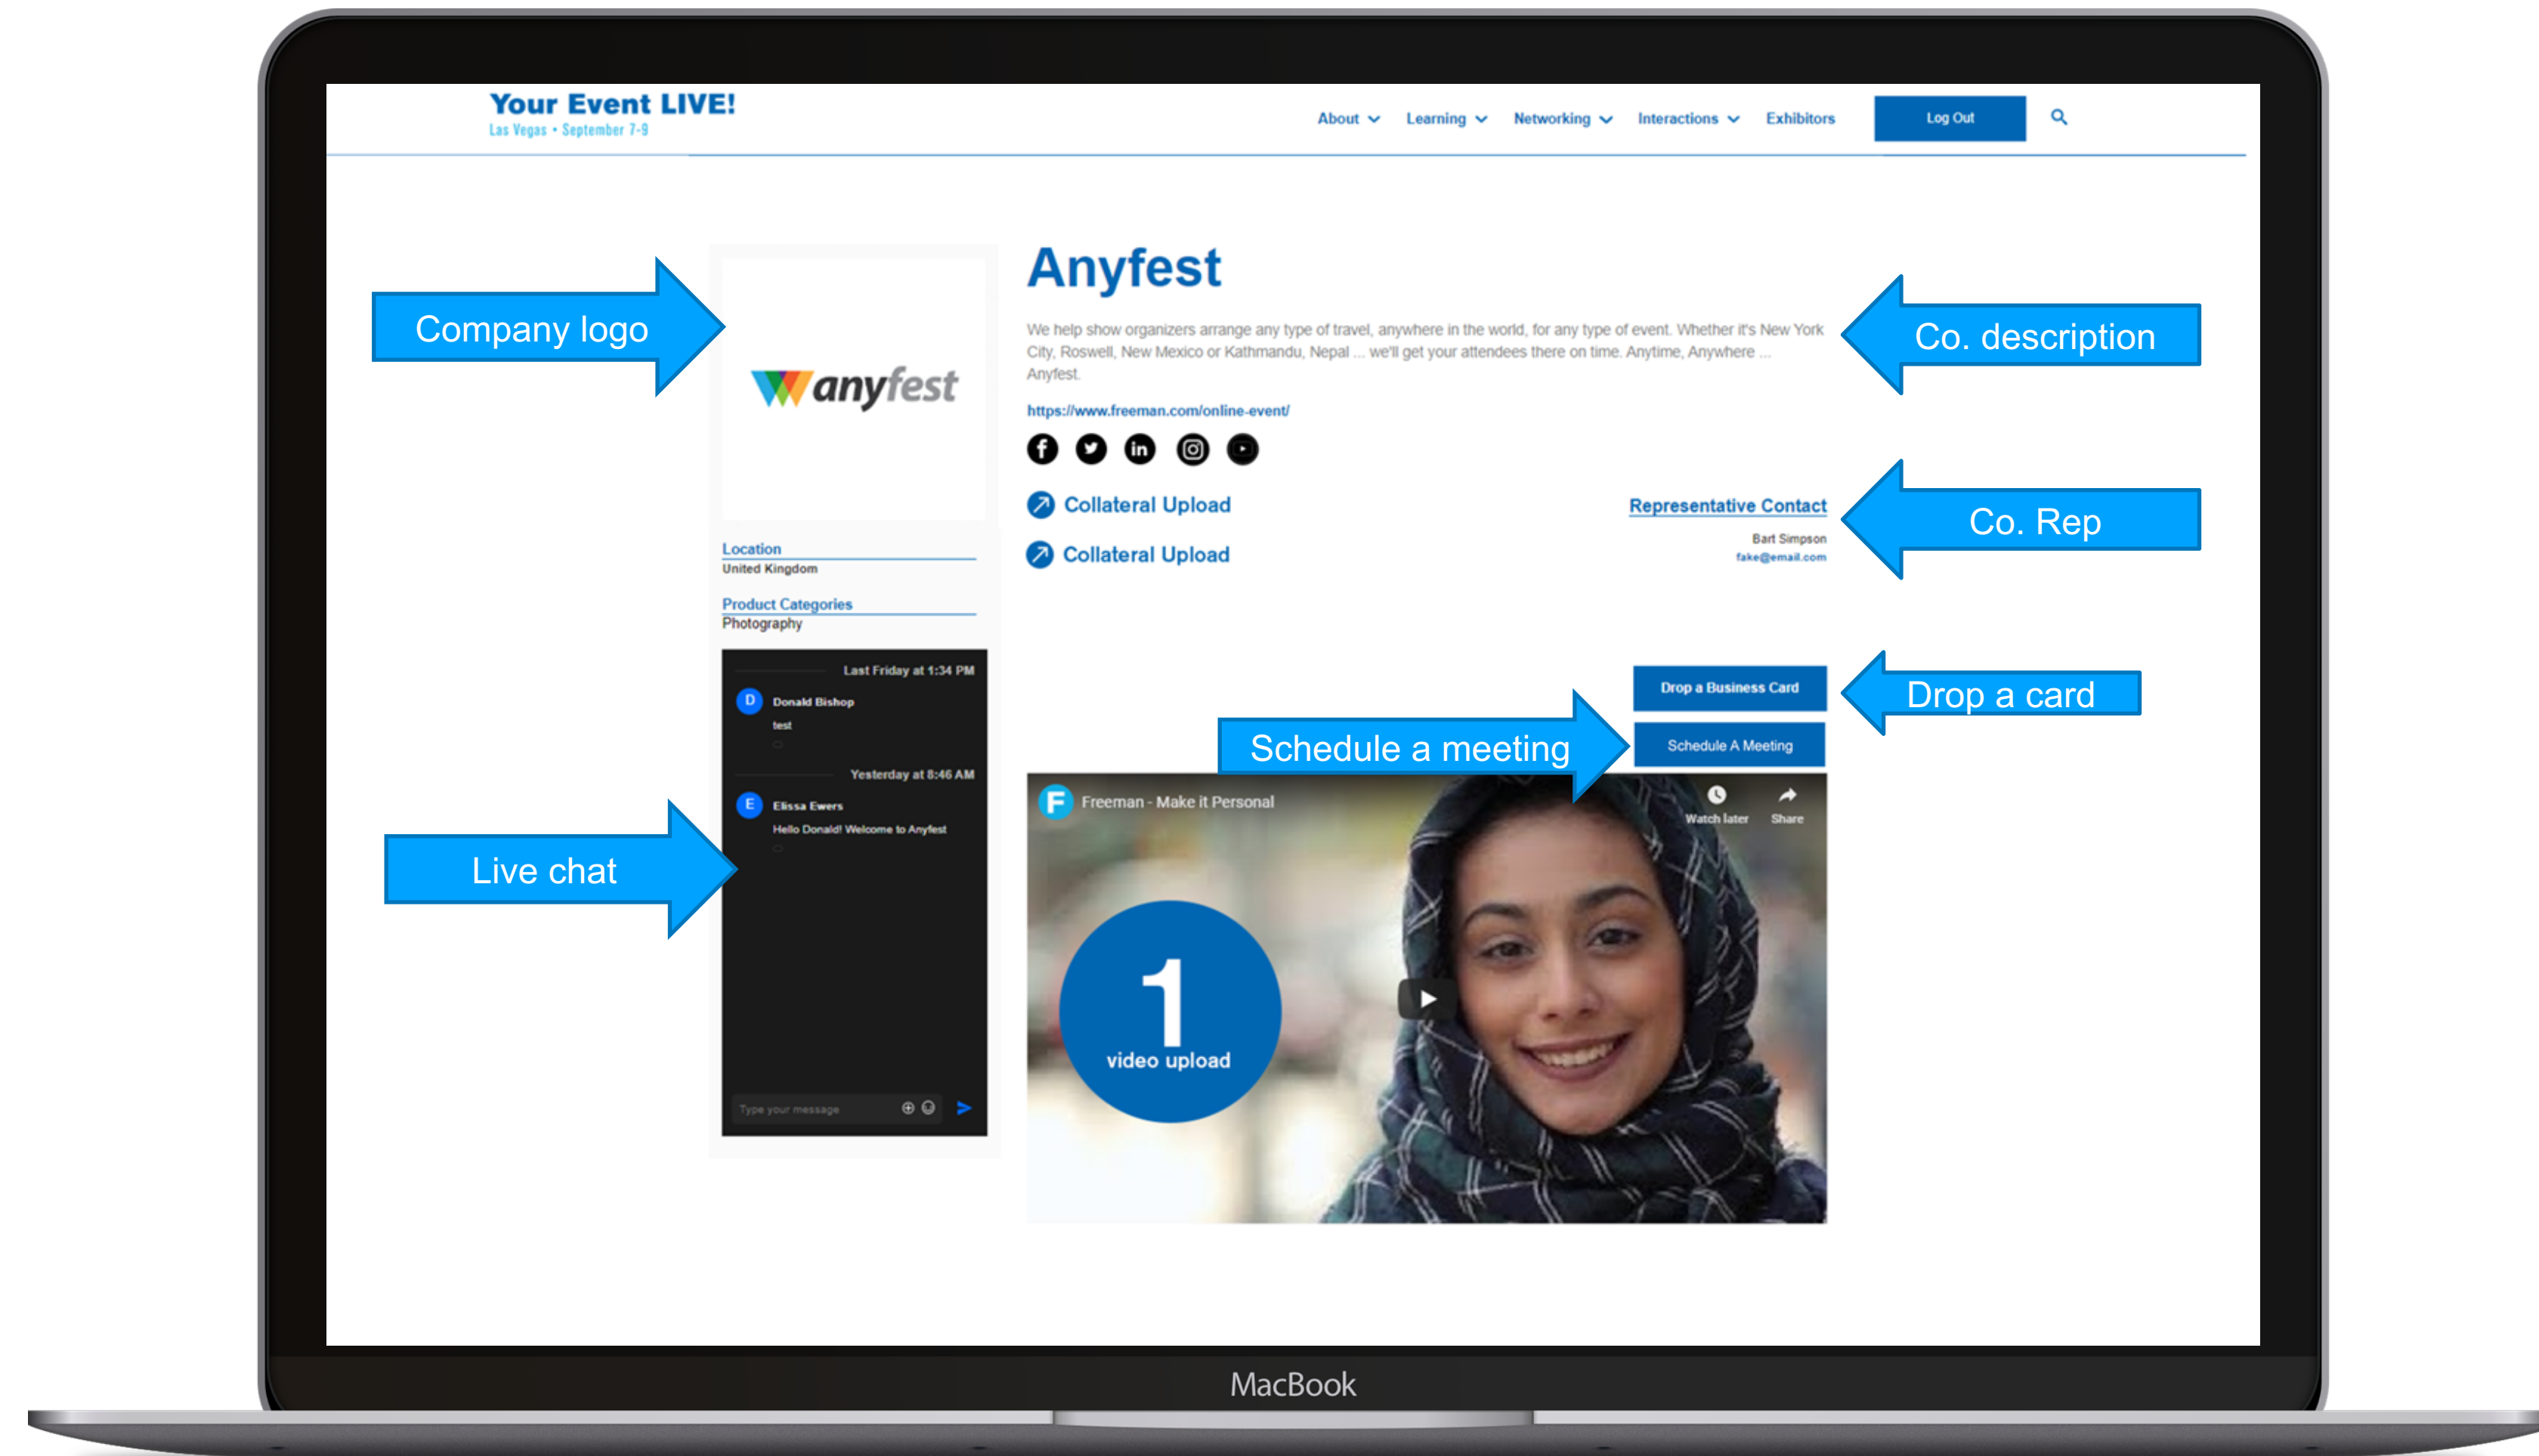 Your Event LIVE!
Las Vegas • September 7-9
About Learning Networking Interactions Exhibitors Log Out
Company logo
anyfest
Anyfest
We help show organizers arrange any type of travel, anywhere in the world, for any type of event. Whether it's New York
City, Roswell, New Mexico or Kathmandu, Nepal ... we'll get your attendees there on time. Anytime, Anywhere ...
Anyfest.
Co. description
https://www.freeman.com/online-event/
f in
Collateral Upload
Collateral Upload
Representative Contact
Bart Simpson
fake@email.com
Co. Rep
Location
United Kingdom
Product Categories
Photography
Last Friday at 1:34 PM
D Donald Bishop
test
Yesterday at 8:46 AM
E Elissa Ewers
Hello Donald! Welcome to Anyfest
Live chat
Type your message
Drop a Business Card
Drop a card
Schedule a meeting
Schedule A Meeting
F Freeman - Make it Personal
Watch later Share
1
video upload
MacBook